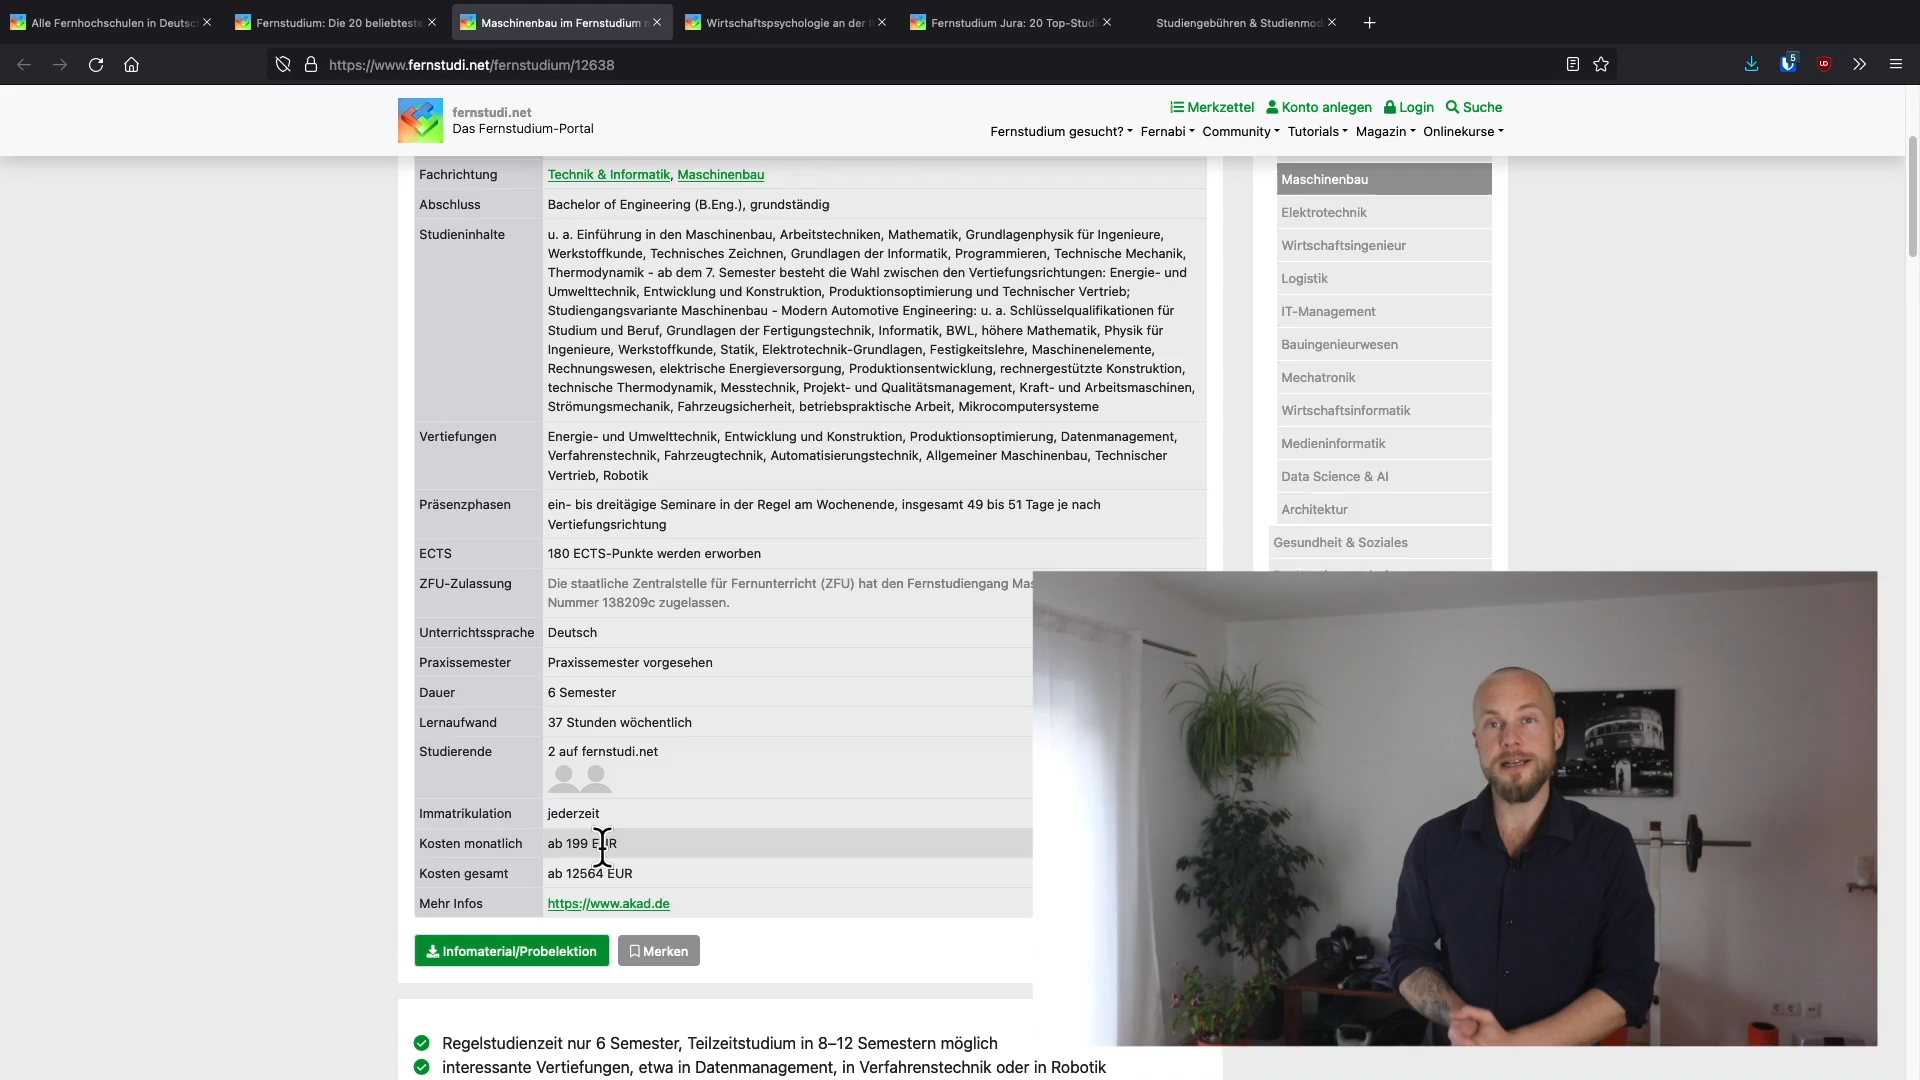 Alle Fernhochschulen in Deutsc
Fernstudium: Die 20 beliebteste
Maschinenbau im Fernstudium
Wirtschaftspsychologie an der
Fernstudium Jura: 20 Top-Studi
Studiengebühren & Studienmod
https://www.fernstudi.net/fernstudium/12638
5
fernstudi.net
Das Fernstudium-Portal
Merkzettel Konto anlegen Login Suche
Fernstudium gesucht? Fernabi Community Tutorials Magazin Onlinekurse
Fachrichtung
Technik & Informatik, Maschinenbau
Abschluss
Bachelor of Engineering (B.Eng.), grundständig
Studieninhalte
u. a. Einführung in den Maschinenbau, Arbeitstechniken, Mathematik, Grundlagenphysik für Ingenieure,
Werkstoffkunde, Technisches Zeichnen, Grundlagen der Informatik, Programmieren, Technische Mechanik,
Thermodynamik - ab dem 7. Semester besteht die Wahl zwischen den Vertiefungsrichtungen: Energie- und
Umwelttechnik, Entwicklung und Konstruktion, Produktionsoptimierung und Technischer Vertrieb;
Studiengangsvariante Maschinenbau - Modern Automotive Engineering: u. a. Schlüsselqualifikationen für
Studium und Beruf, Grundlagen der Fertigungstechnik, Informatik, BWL, höhere Mathematik, Physik für
Ingenieure, Werkstoffkunde, Statik, Elektrotechnik-Grundlagen, Festigkeitslehre, Maschinenelemente,
Rechnungswesen, elektrische Energieversorgung, Produktionsentwicklung, rechnergestützte Konstruktion,
technische Thermodynamik, Messtechnik, Projekt- und Qualitätsmanagement, Kraft- und Arbeitsmaschinen,
Strömungsmechanik, Fahrzeugsicherheit, betriebspraktische Arbeit, Mikrocomputersysteme
Vertiefungen
Energie- und Umwelttechnik, Entwicklung und Konstruktion, Produktionsoptimierung, Datenmanagement,
Verfahrenstechnik, Fahrzeugtechnik, Automatisierungstechnik, Allgemeiner Maschinenbau, Technischer
Vertrieb, Robotik
Präsenzphasen
ein- bis dreitägige Seminare in der Regel am Wochenende, insgesamt 49 bis 51 Tage je nach
Vertiefungsrichtung
ECTS
180 ECTS-Punkte werden erworben
ZFU-Zulassung
Die staatliche Zentralstelle für Fernunterricht (ZFU) hat den Fernstudiengang Mas
Nummer 138209c zugelassen.
Unterrichtssprache
Deutsch
Praxissemester
Praxissemester vorgesehen
Dauer
6 Semester
Lernaufwand
37 Stunden wöchentlich
Studierende
2 auf fernstudi.net
Immatrikulation
jederzeit
Kosten monatlich
ab 199 EUR
Kosten gesamt
ab 12564 EUR
Mehr Infos
https://www.akad.de
Infomaterial/Probelektion
Merken
Regelstudienzeit nur 6 Semester, Teilzeitstudium in 8–12 Semestern möglich
interessante Vertiefungen, etwa in Datenmanagement, in Verfahrenstechnik oder in Robotik
Maschinenbau
Elektrotechnik
Wirtschaftsingenieur
Logistik
IT-Management
Bauingenieurwesen
Mechatronik
Wirtschaftsinformatik
Medieninformatik
Data Science & AI
Architektur
Gesundheit & Soziales